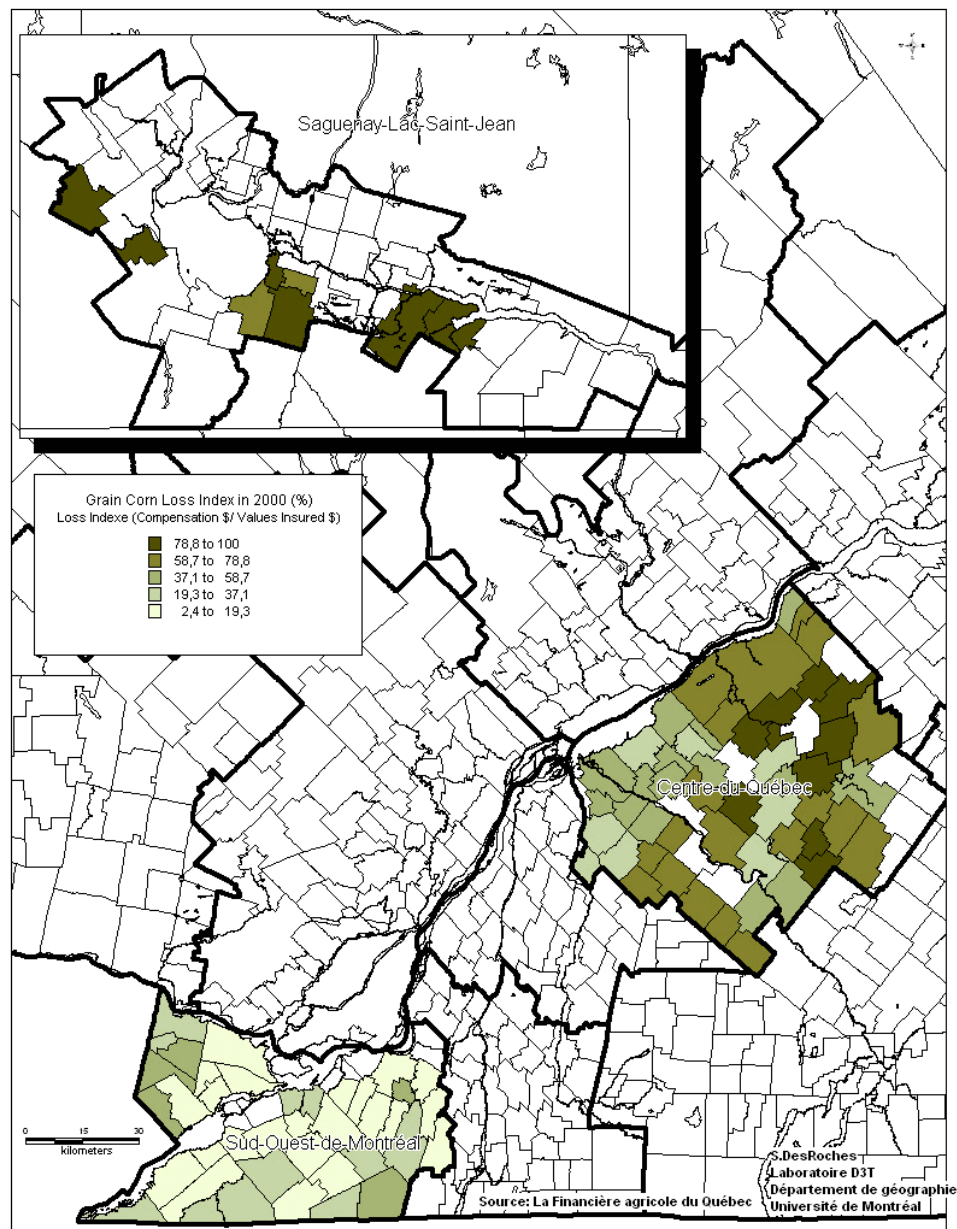 Saguenay-Lac-Saint-Jean
Grain Corn Loss Index in 2000 (%)
Loss Indexe (Compensation $/ Values Insured $)
78,8 to 100
58,7 to 78,8
37,1 to 58,7
19,3 to 37,1
2,4 to 19,3
Centre-du-Québec
Sud-Ouest-de-Montréal
0 15 30
kilometers
Source: La Financière agricole du Québec
S.DesRoches
Laboratoire D3T
Département de géographie
Université de Montréal